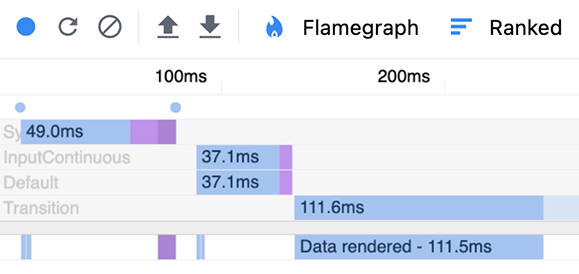 Flamegraph Ranked
100ms 200ms
Sy 49.0ms
InputContinuous 37.1ms
Default 37.1ms
Transition 111.6ms
Data rendered - 111.5ms